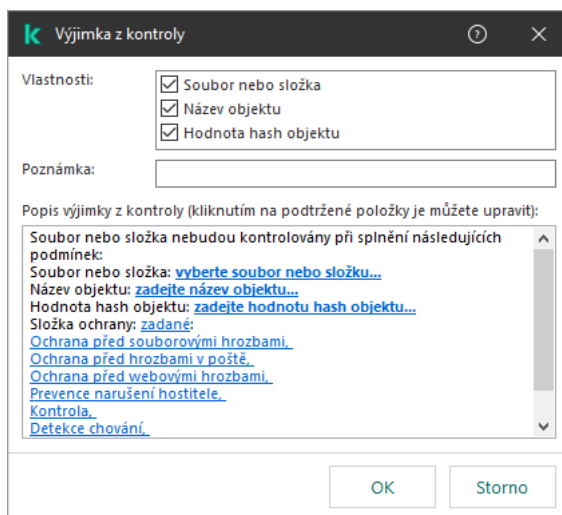 Výjimka z kontroly
Vlastnosti:
Soubor nebo složka
Název objektu
Hodnota hash objektu
Poznámka:
Popis výjimky z kontroly (kliknutím na podtržené položky je můžete upravit):
Soubor nebo složka nebudou kontrolovány při splnění následujících
podmínek:
Soubor nebo složka: vyberte soubor nebo složku...
Název objektu: zadejte název objektu...
Hodnota hash objektu: zadejte hodnotu hash objektu...
Složka ochrany: zadané:
Ochrana před souborovými hrozbami,
Ochrana před hrozbami v poště,
Ochrana před webovými hrozbami,
Prevence narušení hostitele,
Kontrola,
Detekce chování,
OK
Storno